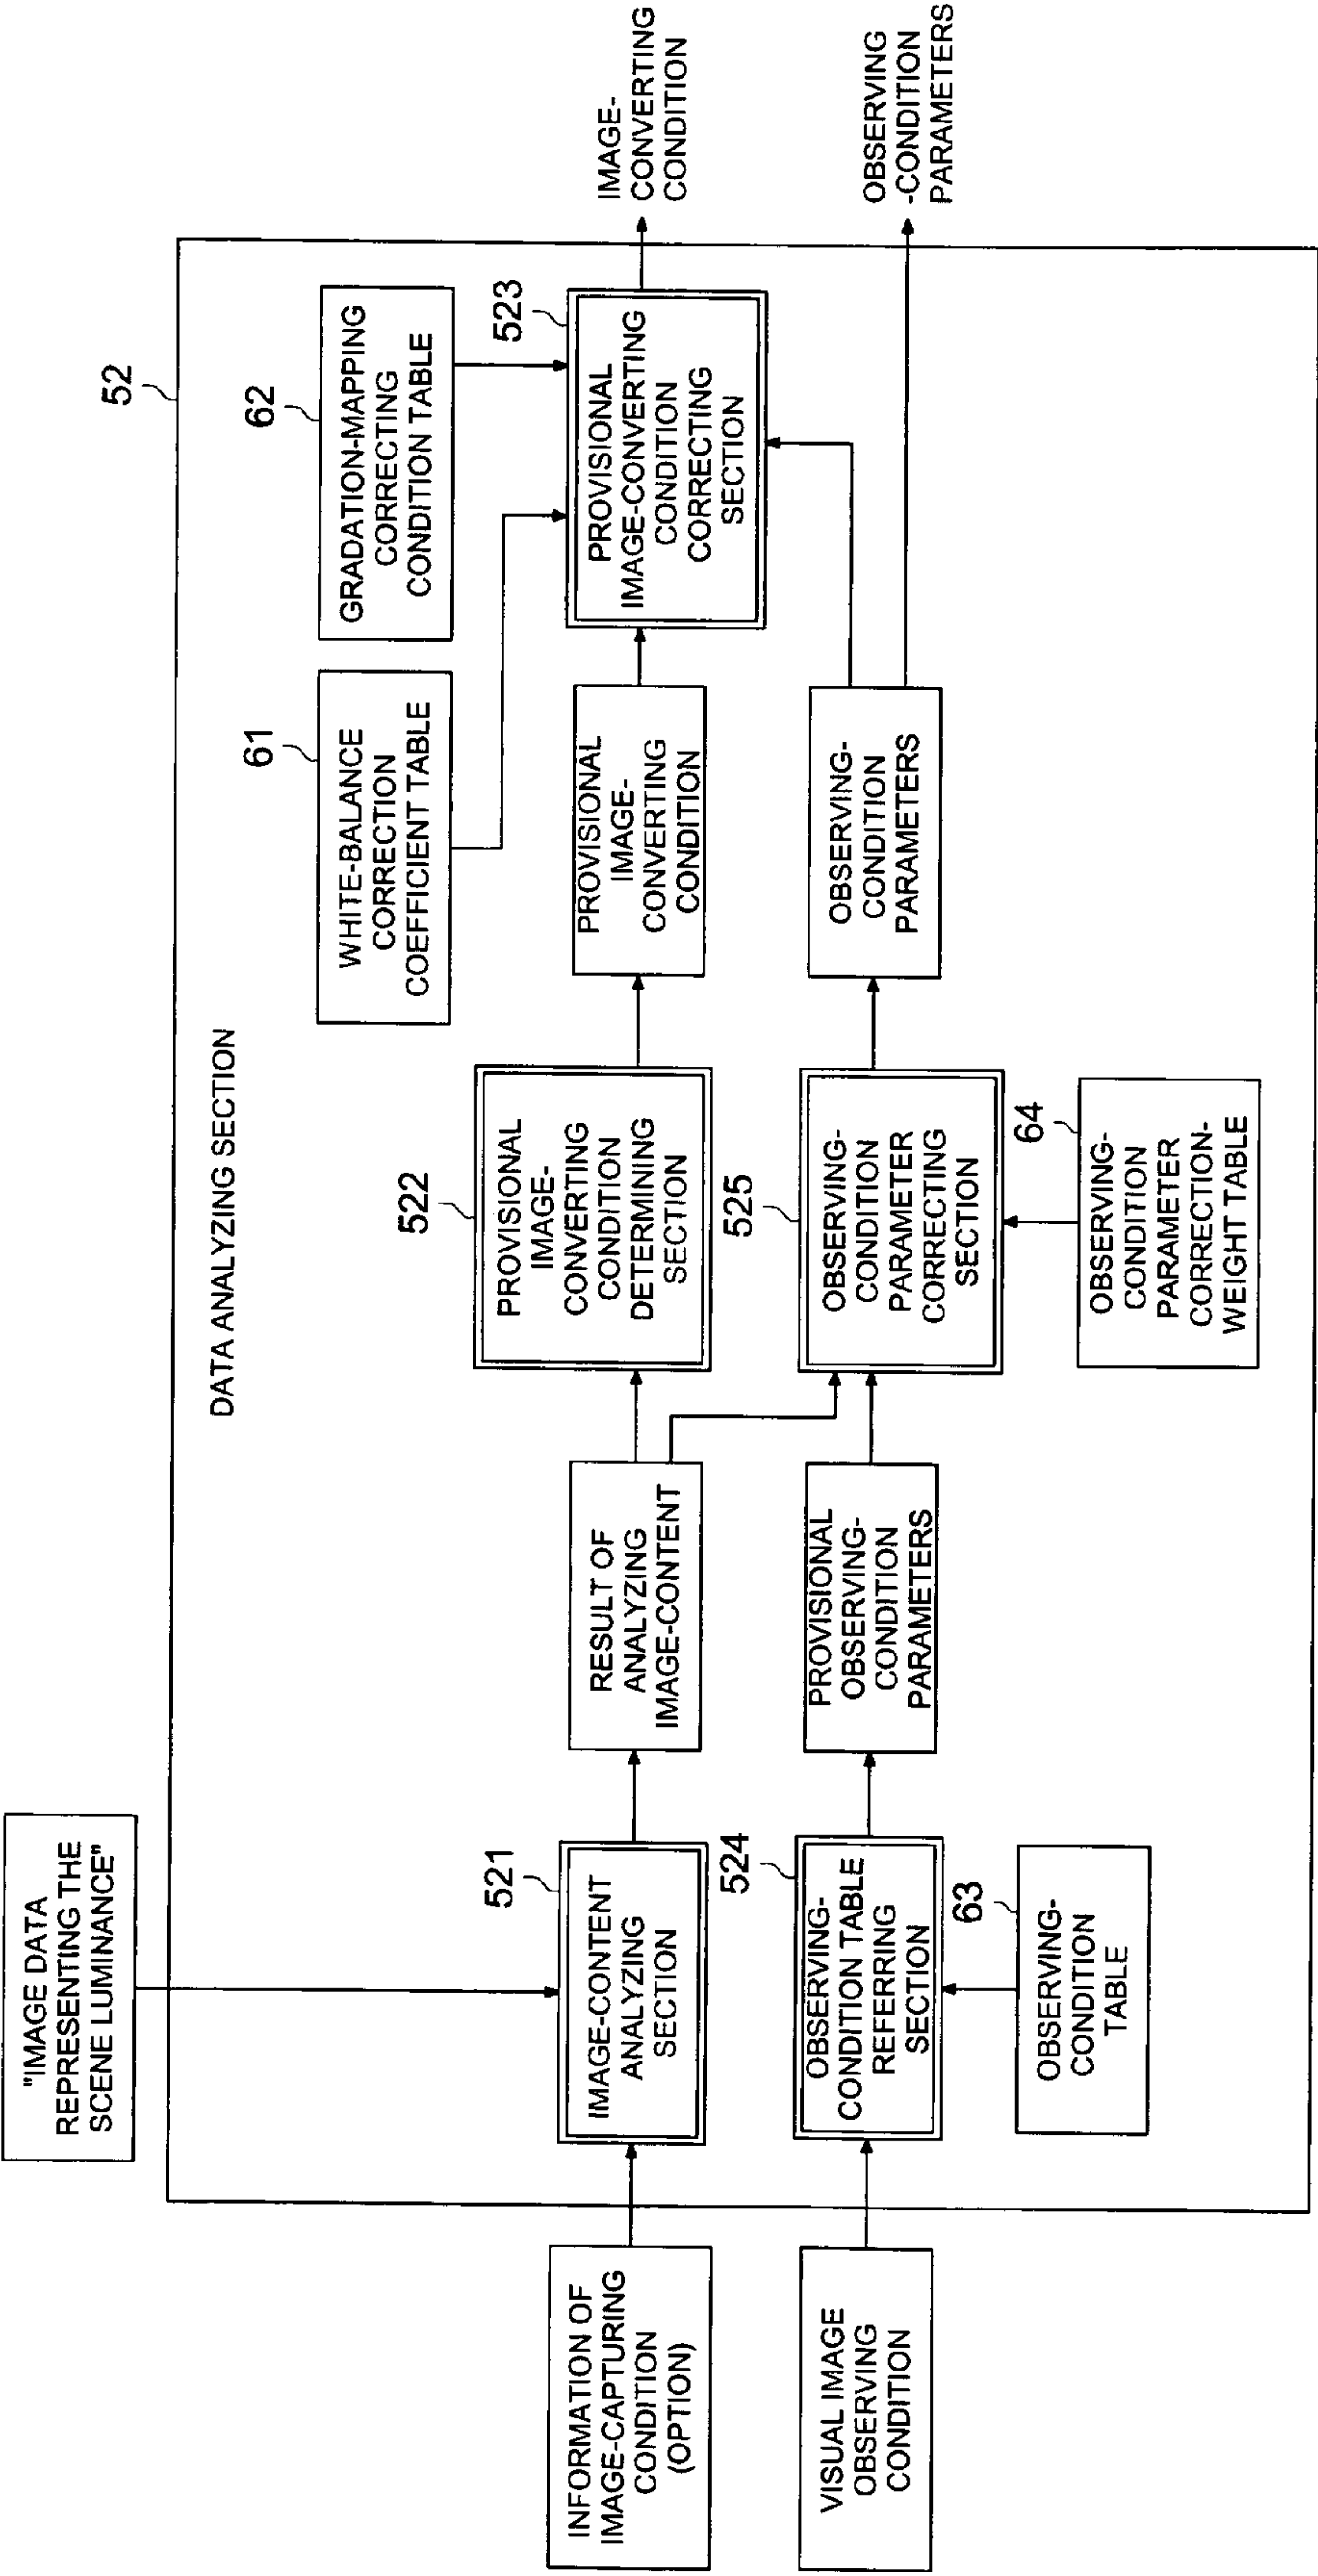 "IMAGE DATA
REPRESENTING THE
SCENE LUMINANCE"
52
DATA ANALYZING SECTION
INFORMATION OF
IMAGE-CAPTURING
CONDITION
(OPTION)
521
IMAGE-CONTENT
ANALYZING
SECTION
RESULT OF
ANALYZING
IMAGE-CONTENT
522
PROVISIONAL
IMAGE-
CONVERTING
CONDITION
DETERMINING
SECTION
PROVISIONAL
IMAGE-
CONVERTING
CONDITION
61
WHITE-BALANCE
CORRECTION
COEFFICIENT TABLE
62
GRADATION-MAPPING
CORRECTING
CONDITION TABLE
523
PROVISIONAL
IMAGE-CONVERTING
CONDITION
CORRECTING
SECTION
IMAGE-
CONVERTING
CONDITION
VISUAL IMAGE
OBSERVING
CONDITION
524
OBSERVING-
CONDITION TABLE
REFERRING
SECTION
63
OBSERVING-
CONDITION
TABLE
PROVISIONAL
OBSERVING-
CONDITION
PARAMETERS
525
OBSERVING-
CONDITION
PARAMETER
CORRECTING
SECTION
64
OBSERVING-
CONDITION
PARAMETER
CORRECTION-
WEIGHT TABLE
OBSERVING-
CONDITION
PARAMETERS
OBSERVING
-CONDITION
PARAMETERS